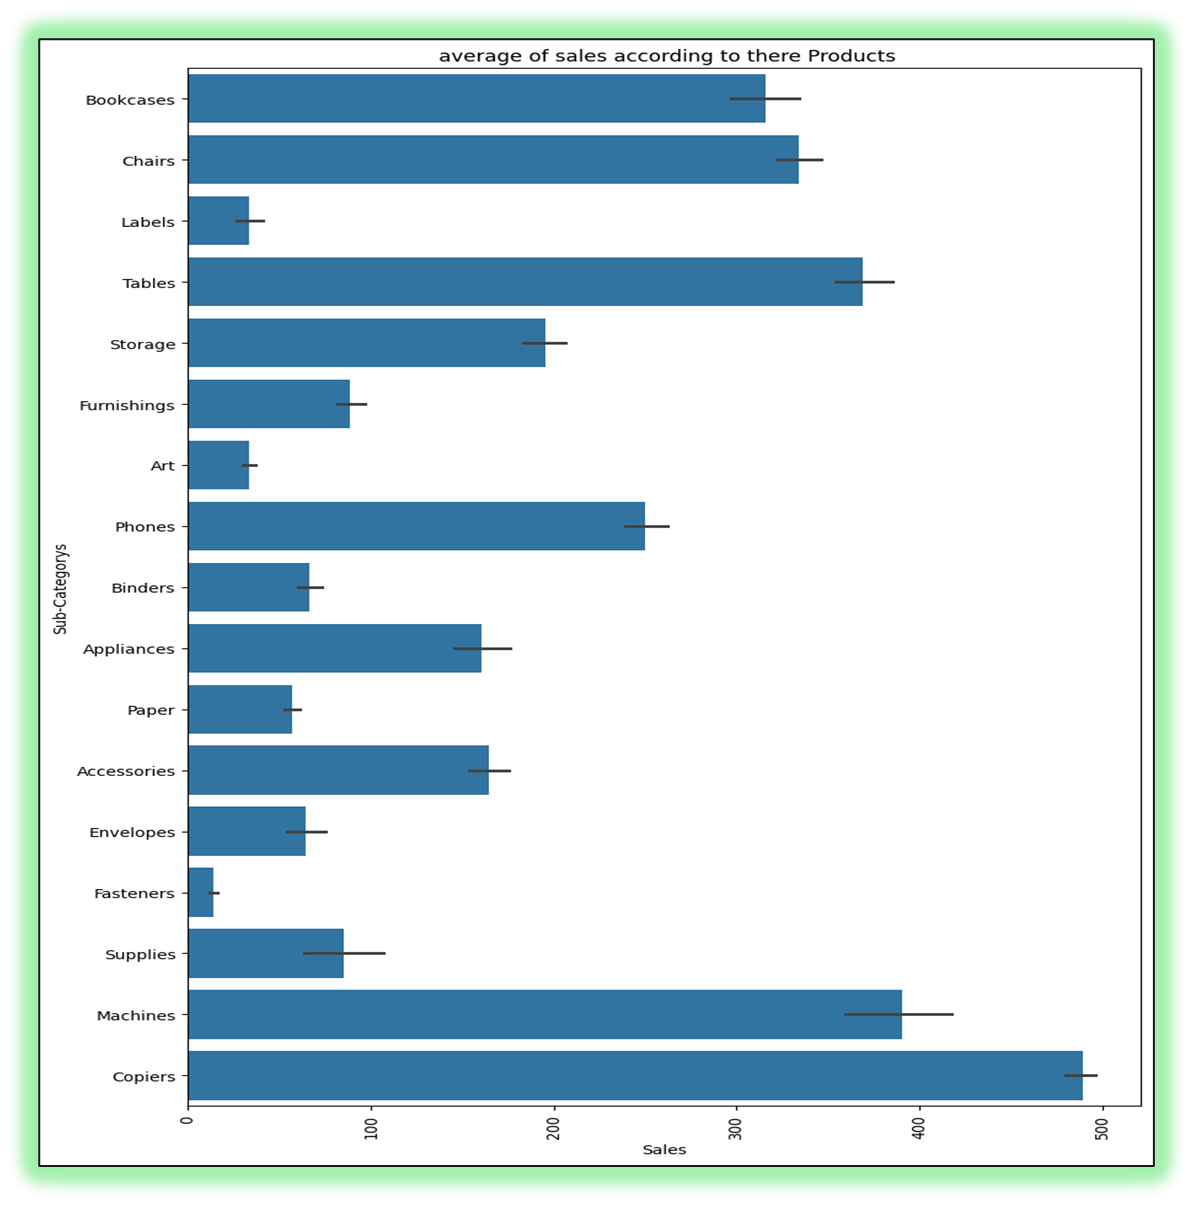 average of sales according to there Products
Bookcases
Chairs
Labels
Tables
Storage
Furnishings
Art
Phones
Binders
Appliances
Paper
Accessories
Envelopes
Fasteners
Supplies
Machines
Copiers
Sub-Categorys
0 100 200 300 400 500
Sales